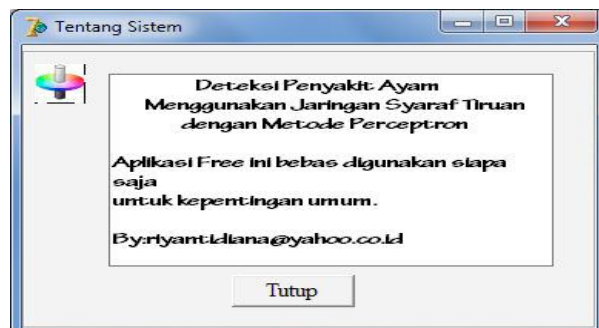 Tentang Sistem
Deteksi Penyakit Ayam
Menggunakan Jaringan Syaraf Tiruan
dengan Metode Perceptron
Aplikasi Free ini bebas digunakan siapa
saja
untuk kepentingan umum.
By:riyantidiana@yahoo.co.id
Tutup